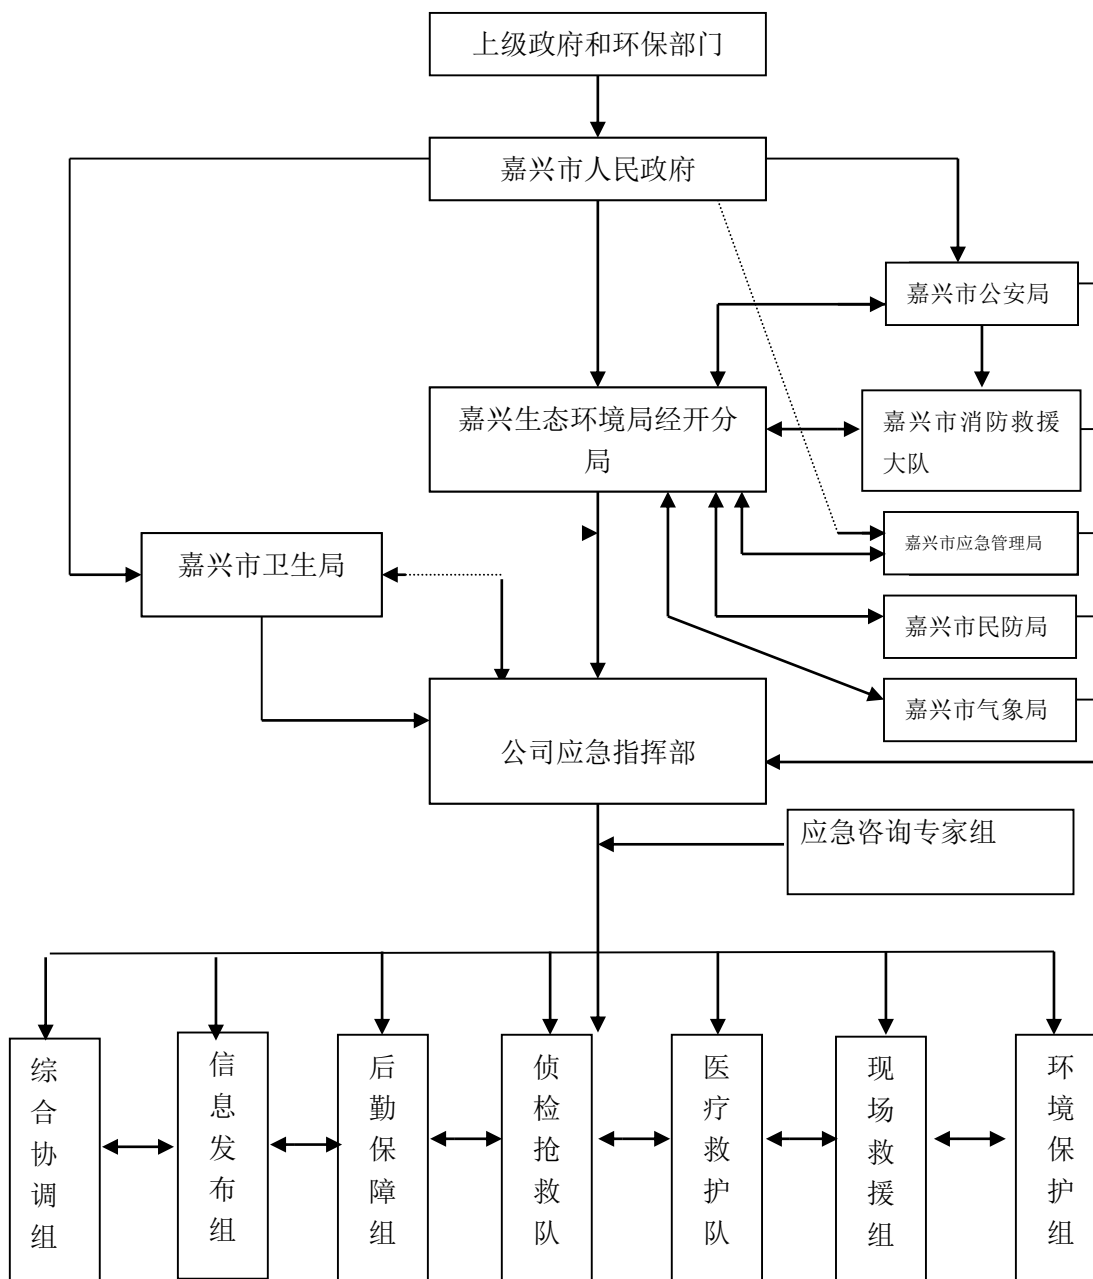 上级政府和环保部门
嘉兴市人民政府
嘉兴市公安局
嘉兴生态环境局经开分
局
嘉兴市消防救援
大队
嘉兴市应急管理局
嘉兴市卫生局
嘉兴市民防局
嘉兴市气象局
公司应急指挥部
应急咨询专家组
综合协调组
信息发布组
后勤保障组
侦检抢救队
医疗救护队
现场救援组
环境保护组